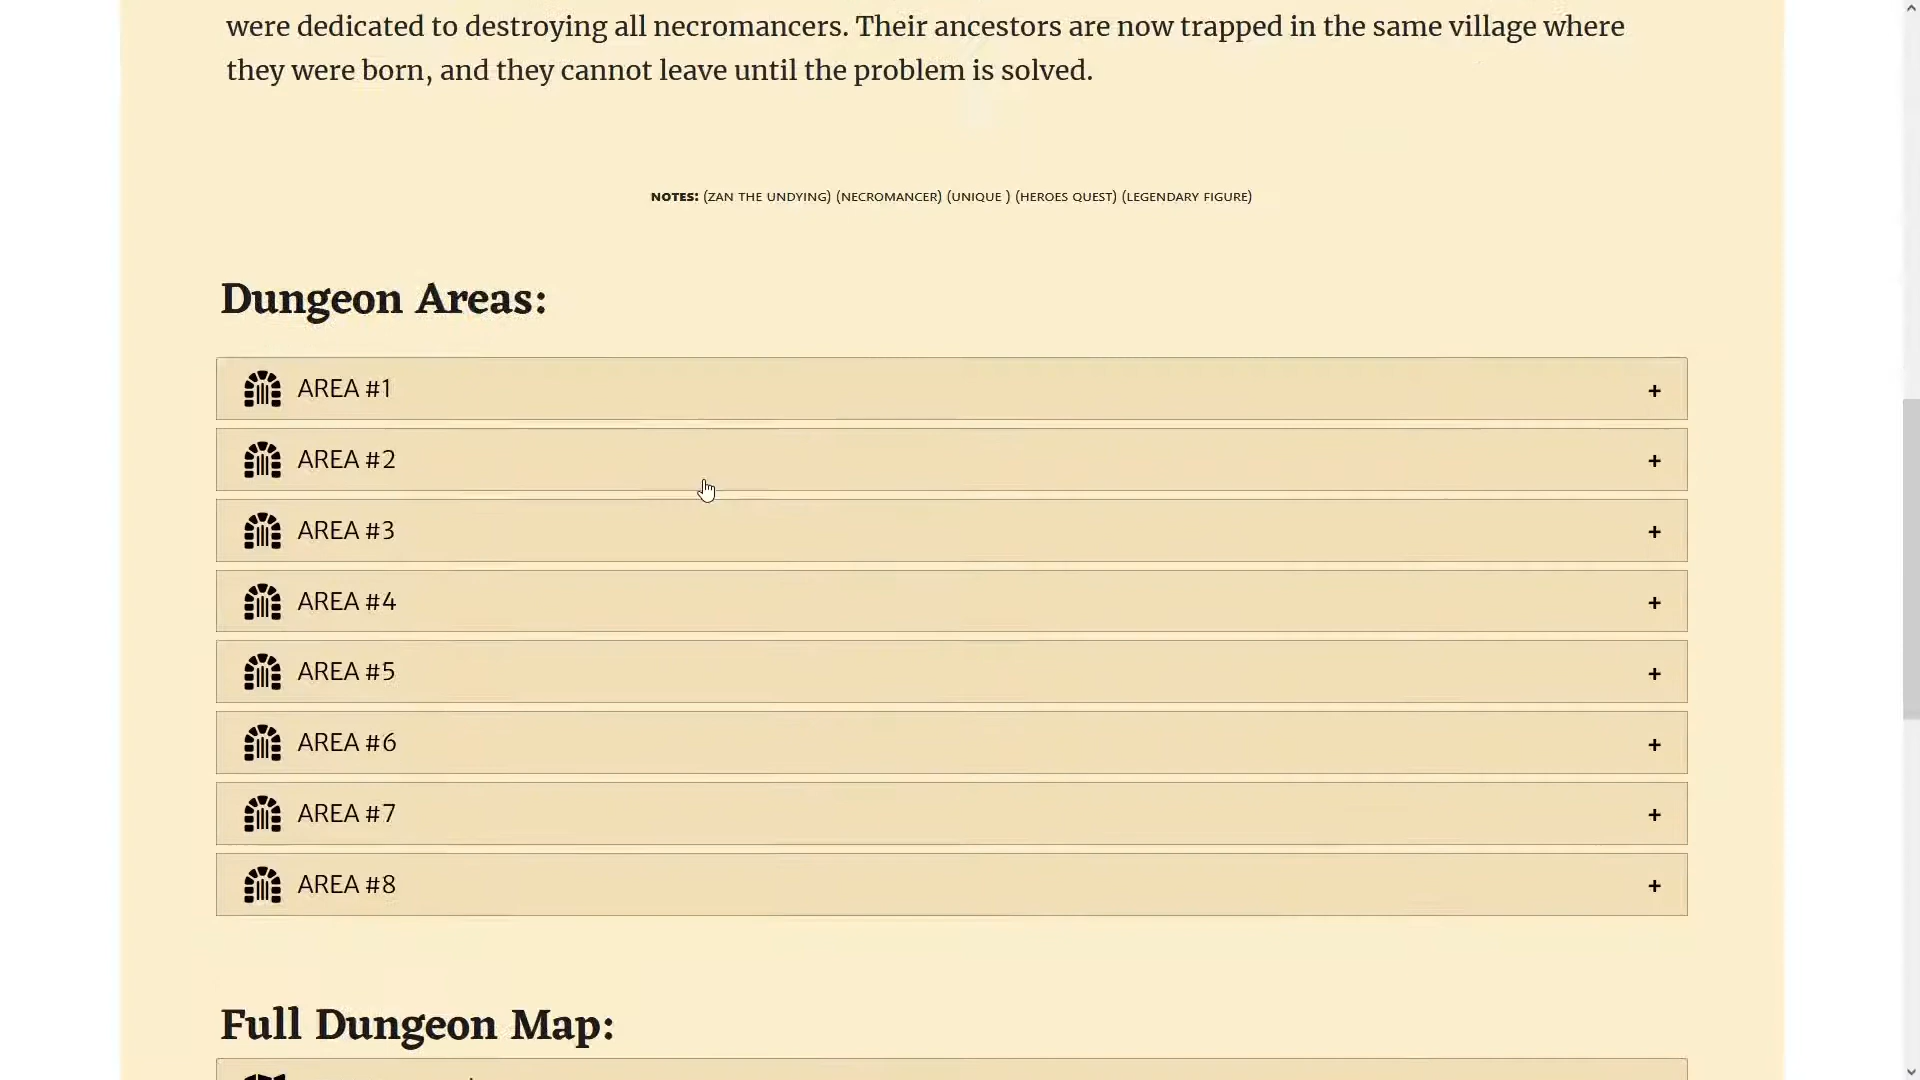 were dedicated to destroying all necromancers. Their ancestors are now trapped in the same village where
they were born, and they cannot leave until the problem is solved.
NOTES: (ZAN THE UNDYING) (NECROMANCER) (UNIQUE ) (HEROES QUEST) (LEGENDARY FIGURE)
Dungeon Areas:
AREA #1 +
AREA #2 +
AREA #3 +
AREA #4 +
AREA #5 +
AREA #6 +
AREA #7 +
AREA #8 +
Full Dungeon Map: